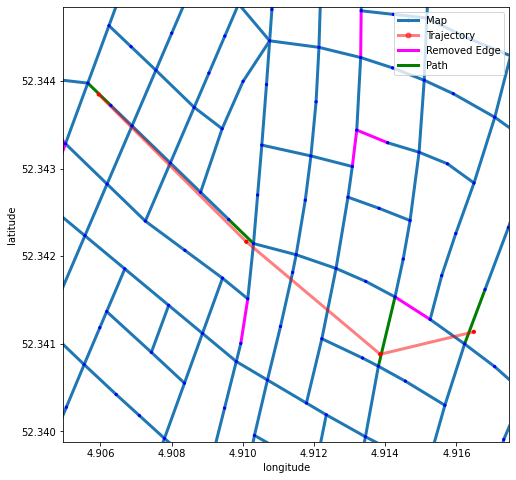 Map
Trajectory
Removed Edge
Path
52.344
52.343
52.342
52.341
52.340
latitude
4.906 4.908 4.910 4.912 4.914 4.916
longitude